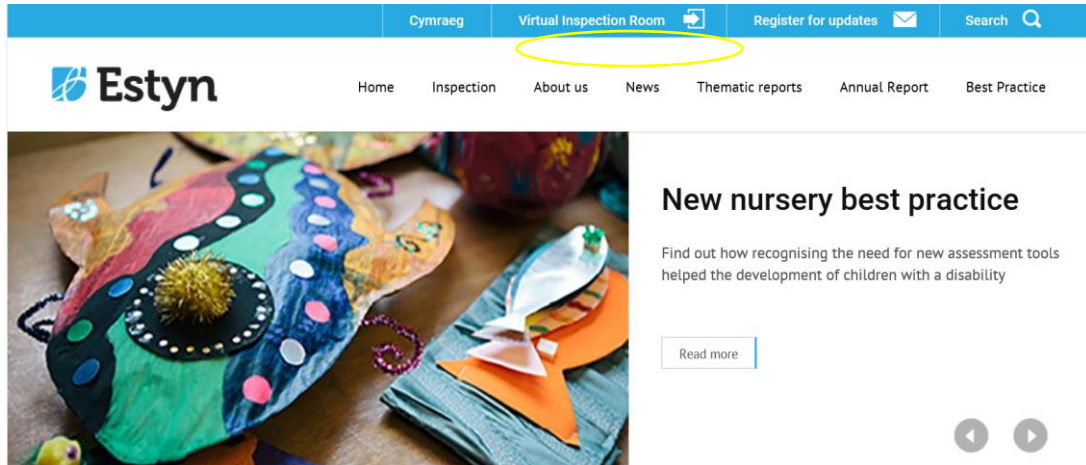 Cymraeg Virtual Inspection Room Register for updates Search
Estyn
Home Inspection About us News Thematic reports Annual Report Best Practice
New nursery best practice
Find out how recognising the need for new assessment tools
helped the development of children with a disability
Read more